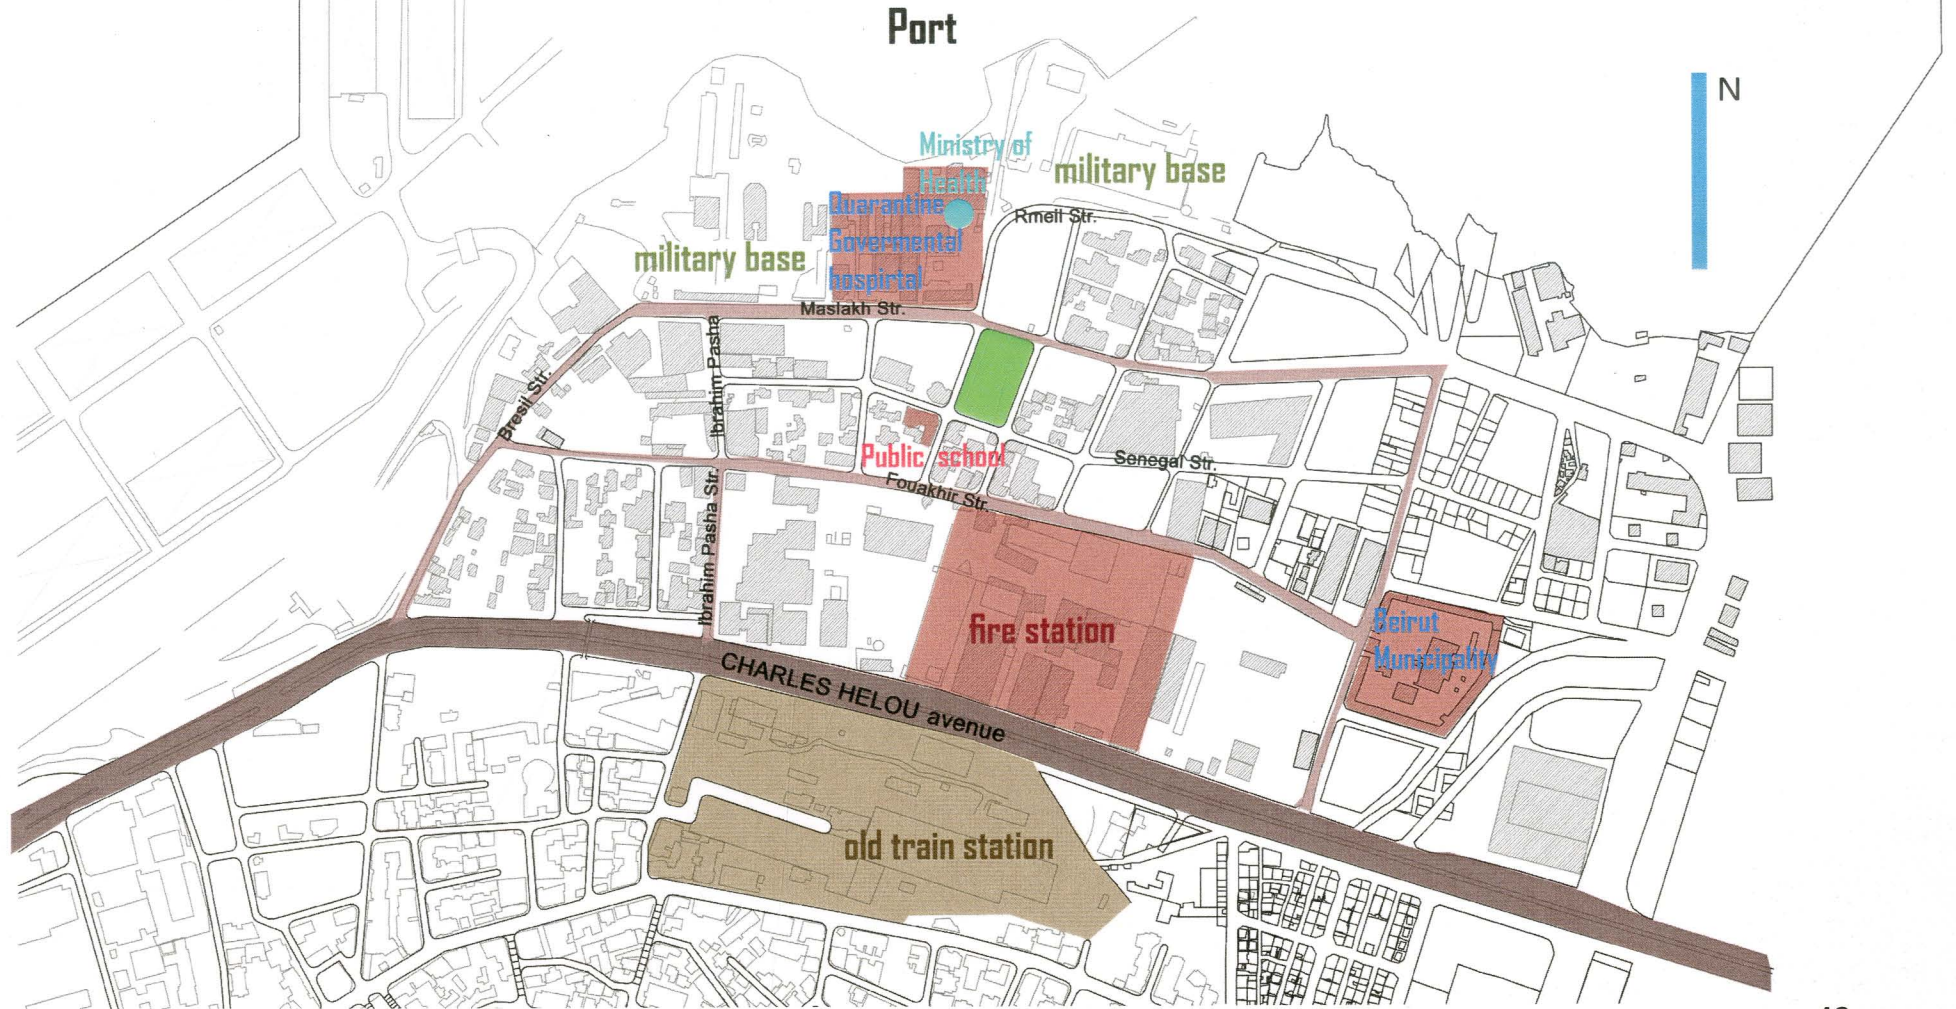 Port
N
Ministry of
Health
military base
Quarantine
Govermental
hospirtal
Rmeil Str.
military base
Maslakh Str.
Ibrahim Pasha
Bresil Str.
Public school
Senegal Str.
Fouakhir Str.
Ibrahim Pasha Str.
fire station
Beirut
Municipality
CHARLES HELOU avenue
old train station